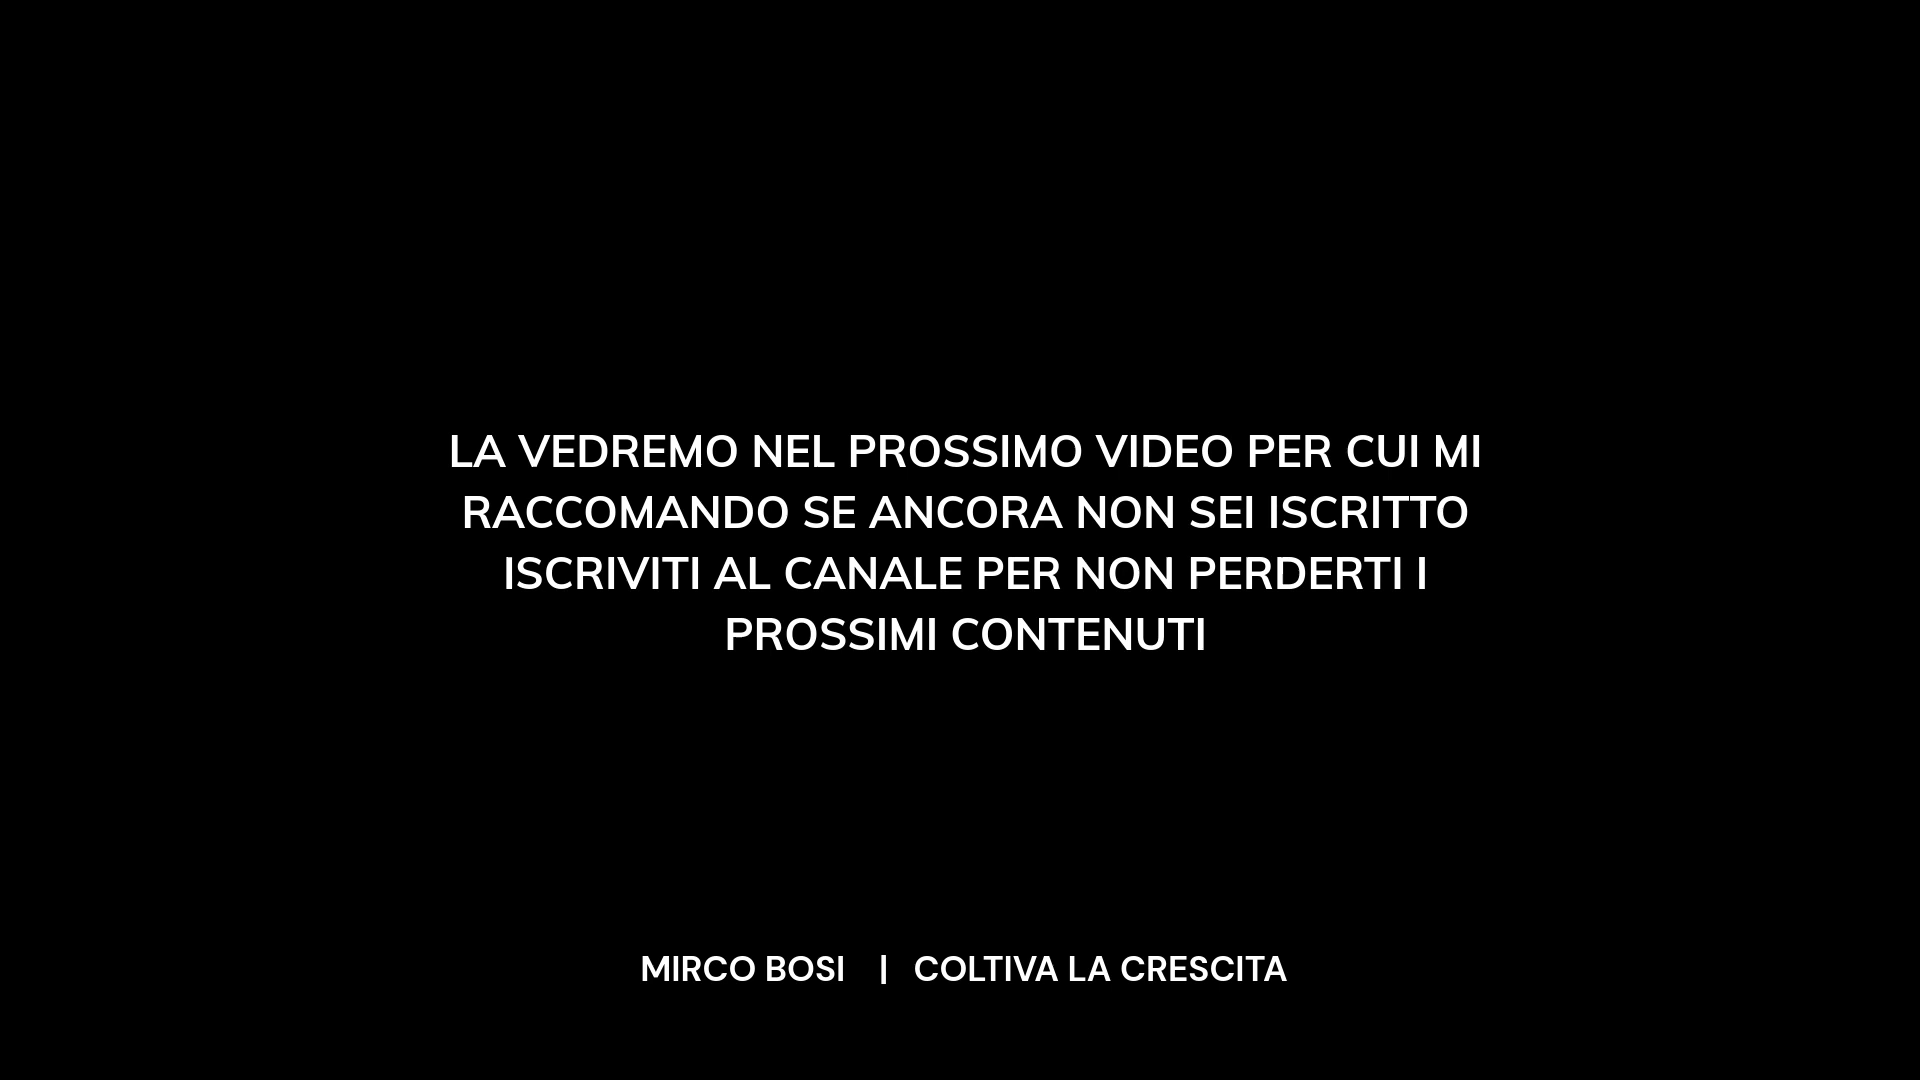 LA VEDREMO NEL PROSSIMO VIDEO PER CUI MI
RACCOMANDO SE ANCORA NON SEI ISCRITTO
ISCRIVITI AL CANALE PER NON PERDERTI I
PROSSIMI CONTENUTI
MIRCO BOSI | COLTIVA LA CRESCITA